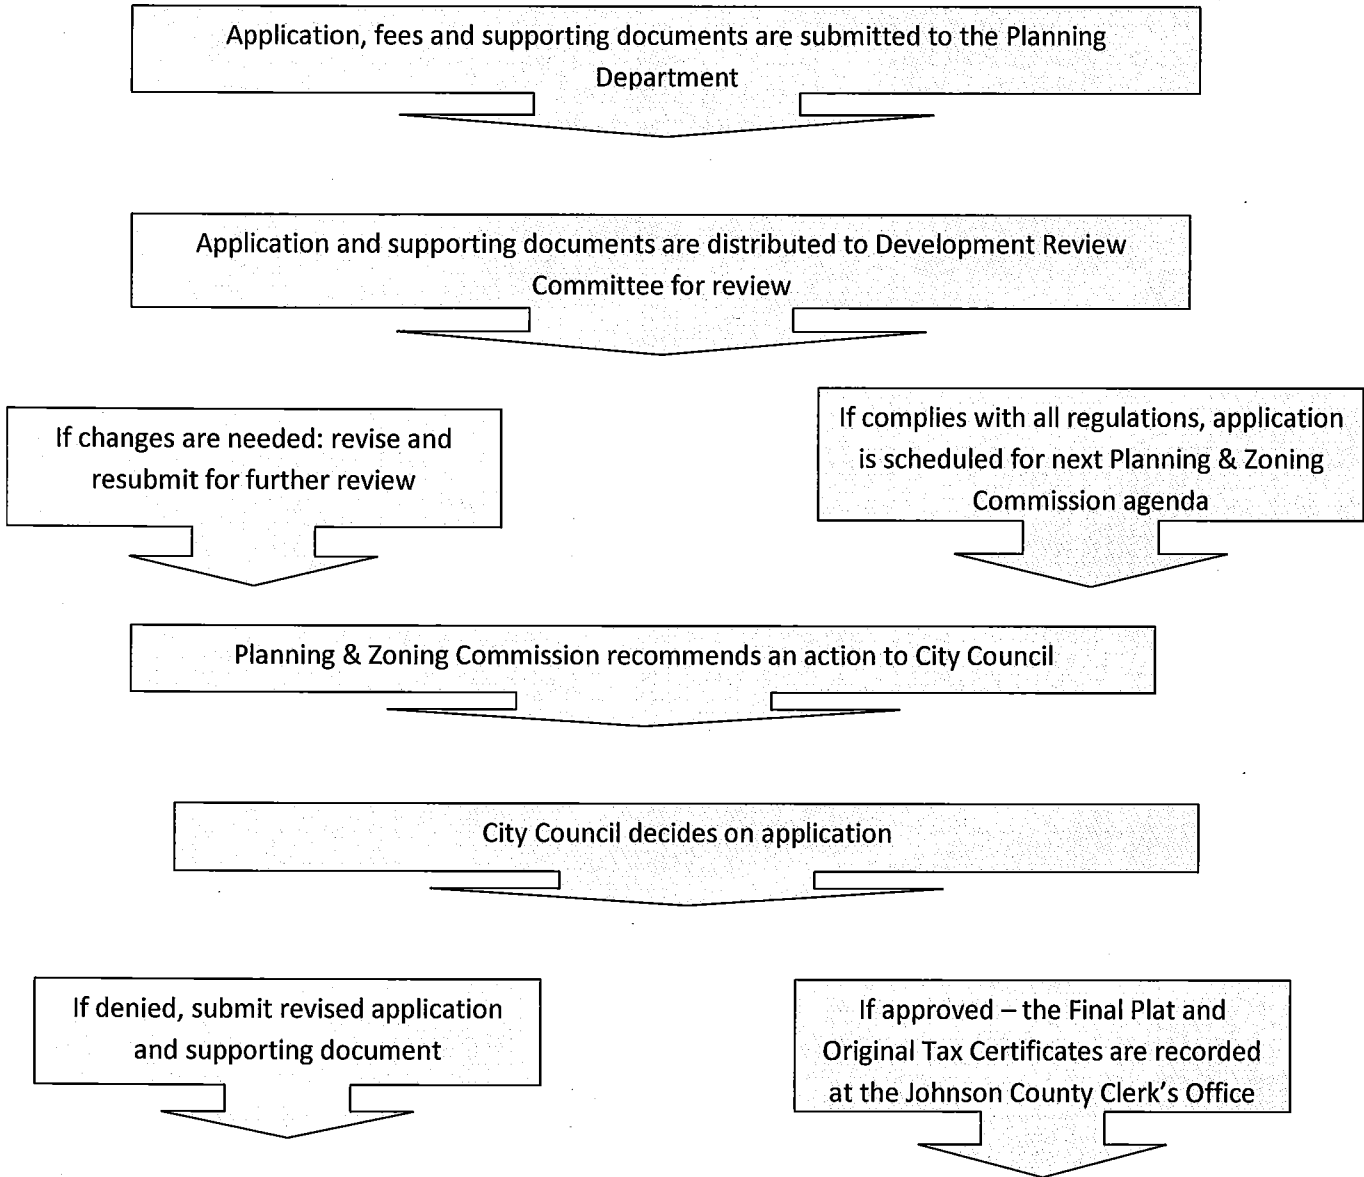 Application, fees and supporting documents are submitted to the Planning
Department
Application and supporting documents are distributed to Development Review
Committee for review
If changes are needed: revise and
resubmit for further review
If complies with all regulations, application
is scheduled for next Planning & Zoning
Commission agenda
Planning & Zoning Commission recommends an action to City Council
City Council decides on application
If denied, submit revised application
and supporting document
If approved – the Final Plat and
Original Tax Certificates are recorded
at the Johnson County Clerk's Office